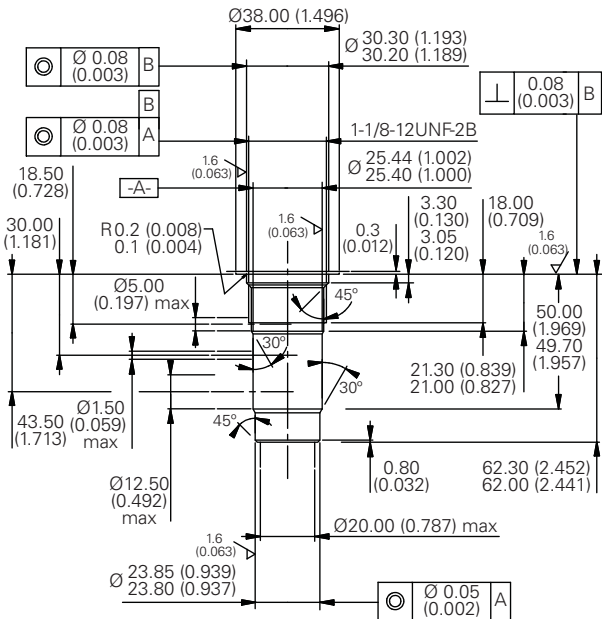 Ø38.00 (1.496)
Ø 30.30 (1.193)
30.20 (1.189)
◎ Ø 0.08 (0.003) B
B
◎ Ø 0.08 (0.003) A
⊥ 0.08 (0.003) B
1-1/8-12UNF-2B
1.6
(0.063)
Ø 25.44 (1.002)
25.40 (1.000)
-A-
18.50
(0.728)
30.00
(1.181)
R0.2 (0.008)
0.1 (0.004)
1.6
(0.063)
0.3
(0.012)
3.30
(0.130)
3.05
(0.120)
18.00
(0.709)
1.6
(0.063)
Ø5.00
(0.197) max
45°
50.00
(1.969)
49.70
(1.957)
30°
30°
21.30 (0.839)
21.00 (0.827)
43.50
(1.713)
Ø1.50
(0.059)
max
45°
Ø12.50
(0.492)
max
0.80
(0.032)
62.30 (2.452)
62.00 (2.441)
Ø20.00 (0.787) max
1.6
(0.063)
Ø 23.85 (0.939)
23.80 (0.937)
◎ Ø 0.05 (0.002) A